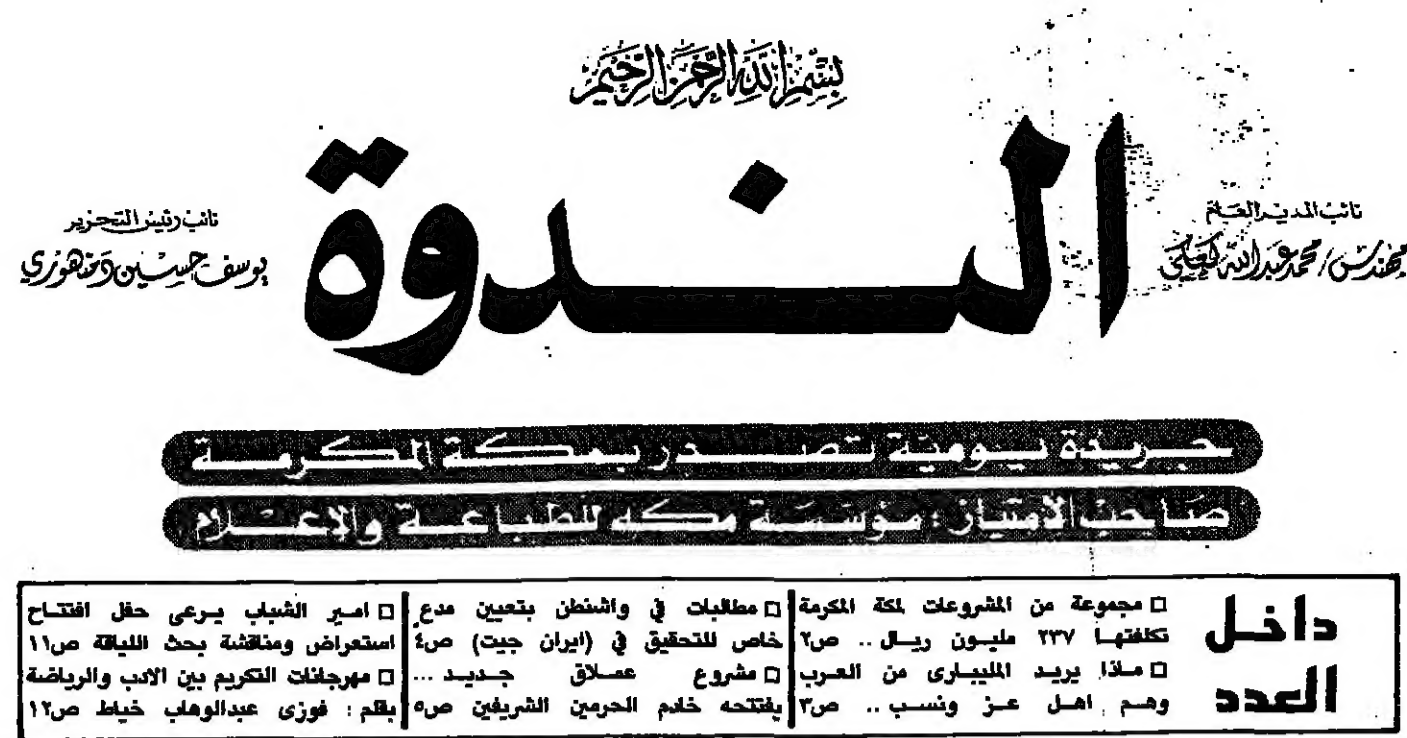 بسم الله الرحمن الرحيم
الندوة
نائب المدير العام
مهندس / محمد عبدالله كعكي
نائب رئيس التحرير
يوسف حسين دمنهوري
جريدة يومية تصدر بمكة المكرمة
صاحب الامتياز : مؤسسة مكه للطباعة والإعلام
داخل
العدد
□ مجموعة من المشروعات لمكة المكرمة
تكلفتها ٢٣٧ مليون ريال .. ص٢
□ ماذا يريد المليبارى من العرب
وهم اهل عز ونسب .. ص٣
□ مطالبات في واشنطن بتعيين مدع
خاص للتحقيق في (ايران جيت) ص٤
□ مشروع عملاق جديد ...
يفتتحه خادم الحرمين الشريفين ص٥
□ امير الشباب يرعى حفل افتتاح
استعراض ومناقشة بحث اللياقة ص١١
□ مهرجانات التكريم بين الادب والرياضة
بقلم : فوزى عبدالوهاب خياط ص١٢